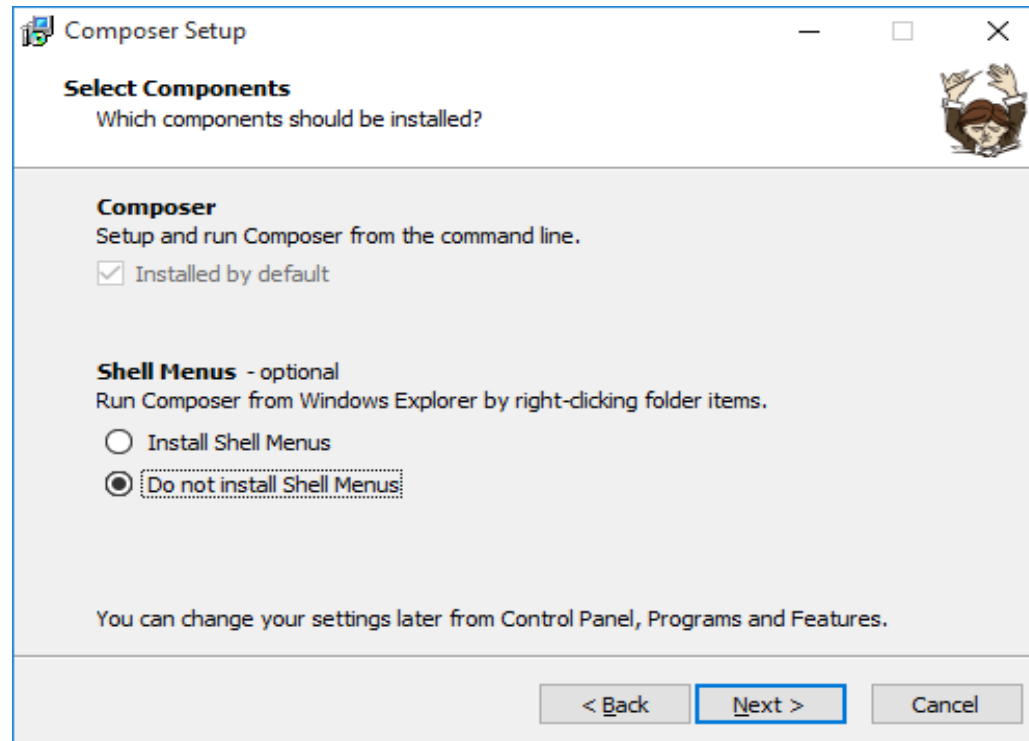 Composer Setup
Select Components
Which components should be installed?
Composer
Setup and run Composer from the command line.
Installed by default
Shell Menus - optional
Run Composer from Windows Explorer by right-clicking folder items.
Install Shell Menus
Do not install Shell Menus
You can change your settings later from Control Panel, Programs and Features.
< Back Next > Cancel